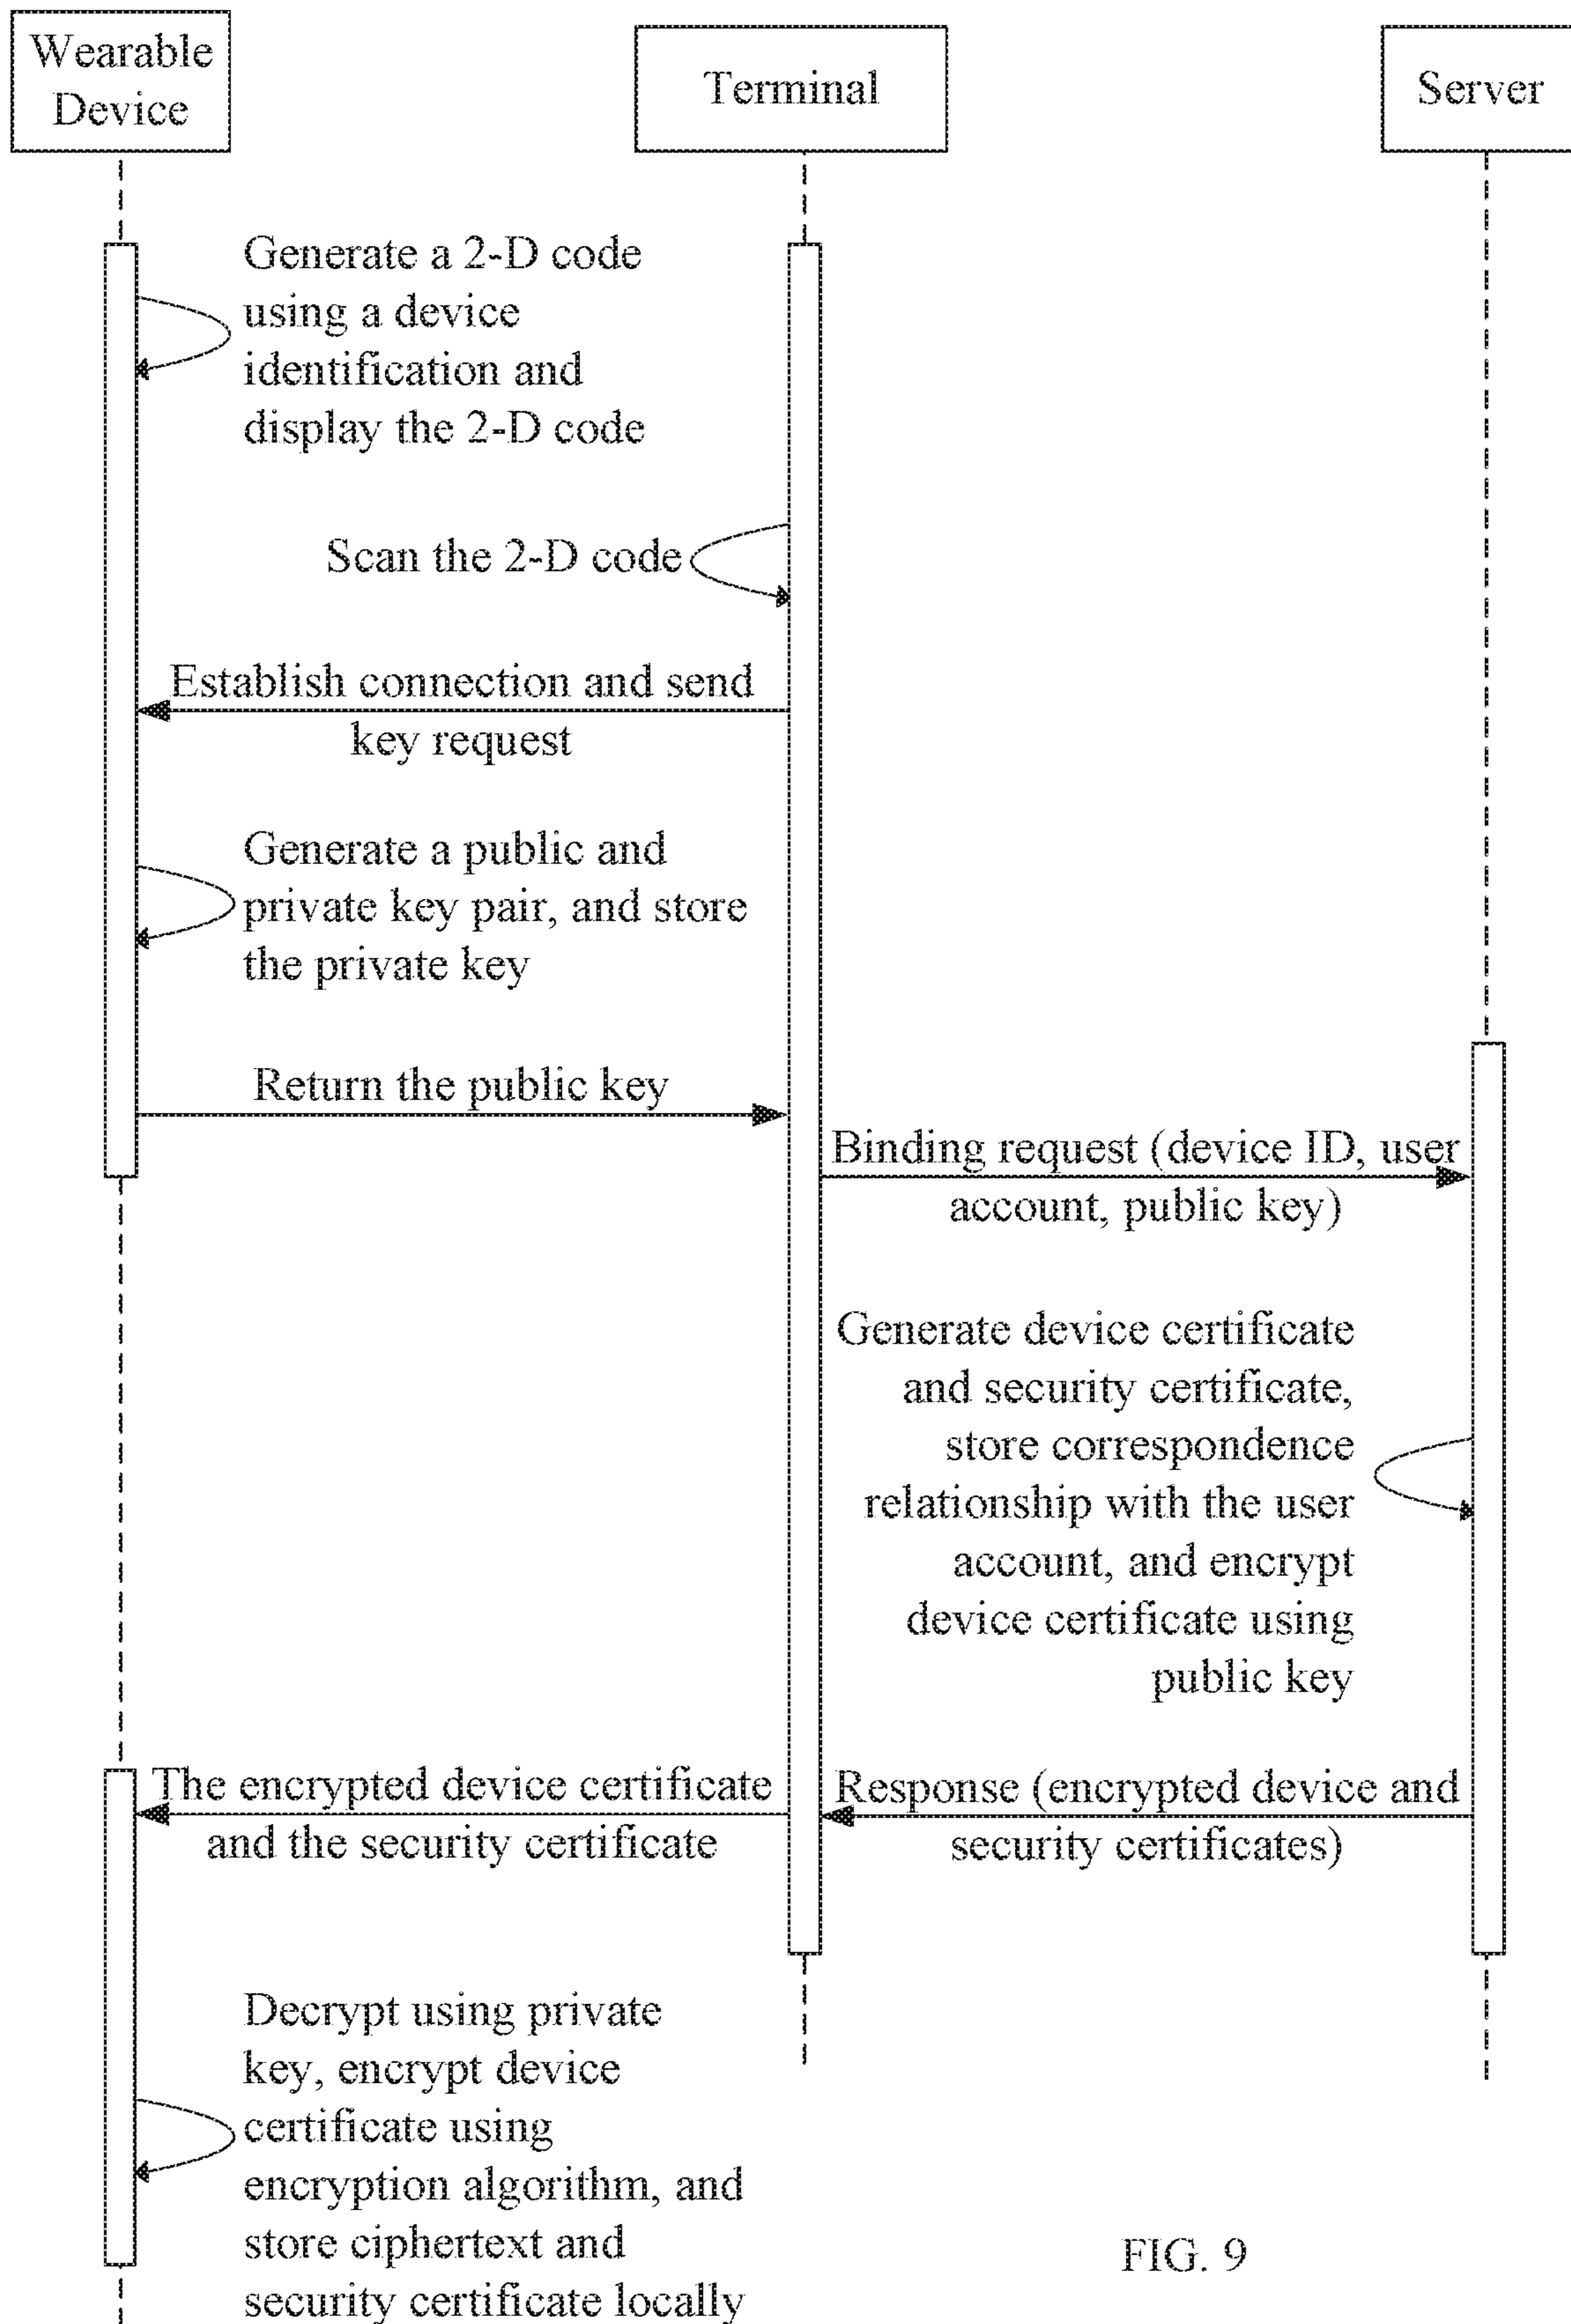 Wearable
Device
Terminal
Server
Generate a 2-D code
using a device
identification and
display the 2-D code
Scan the 2-D code
Establish connection and send
key request
Generate a public and
private key pair, and store
the private key
Return the public key
Binding request (device ID, user
account, public key)
Generate device certificate
and security certificate,
store correspondence
relationship with the user
account, and encrypt
device certificate using
public key
The encrypted device certificate
and the security certificate
Response (encrypted device and
security certificates)
Decrypt using private
key, encrypt device
certificate using
encryption algorithm, and
store ciphertext and
security certificate locally
FIG. 9